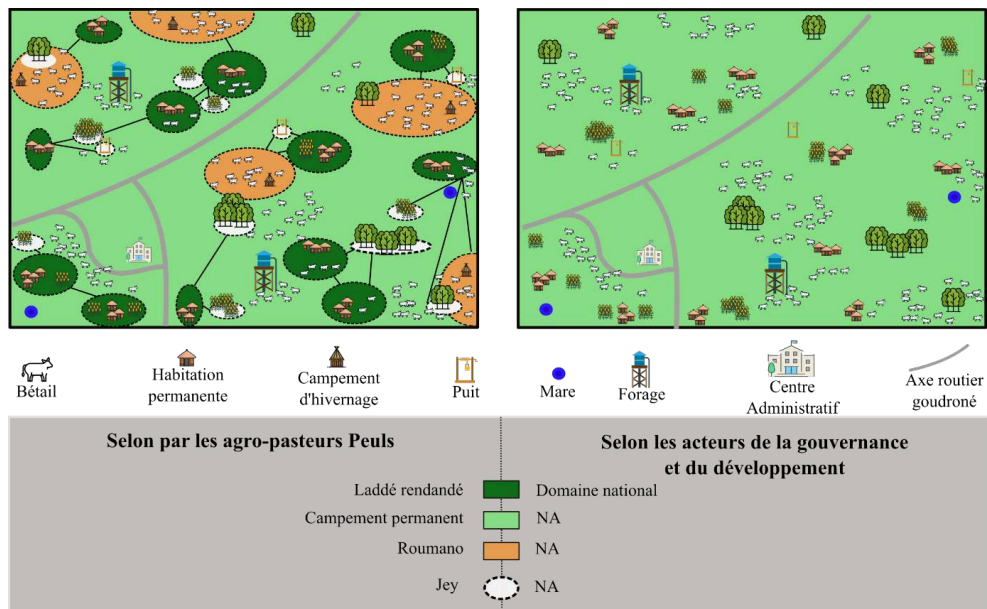 Bétail
Habitation
permanente
Campement
d'hivernage
Puit
Mare
Forage
Centre
Administratif
Axe routier
goudroné
Selon par les agro-pasteurs Peuls
Selon les acteurs de la gouvernance
et du développement
Laddé rendandé Domaine national
Campement permanent NA
Roumano NA
Jey NA